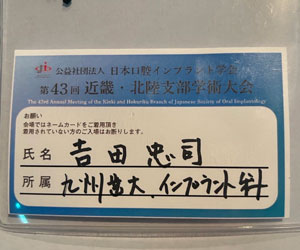 公益社団法人 日本口腔インプラント学会
第43回 近畿・北陸支部学術大会
The 43rd Annual Meeting of the Kinki and Hokuriku Branch of Japanese Society of Oral Implantology
お願い
会場ではネームカードをご着用頂き
着用されていない方のご入場はお断りします。
氏名 吉田忠司
所属 九州歯大 インプラント科